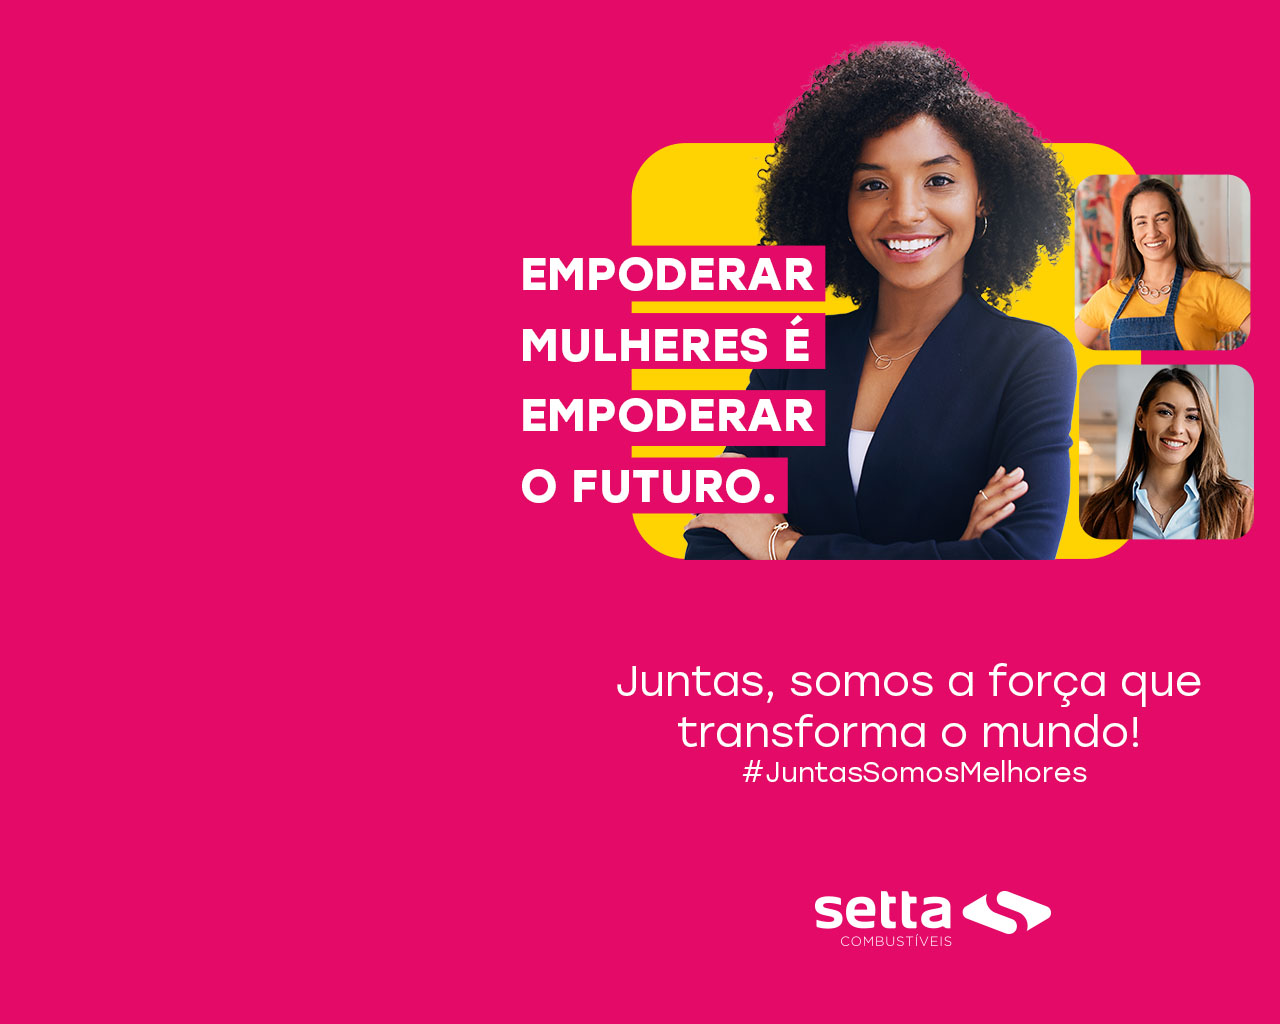 EMPODERAR
MULHERES É
EMPODERAR
O FUTURO.
Juntas, somos a força que
transforma o mundo!
#JuntasSomosMelhores
setta
COMBUSTÍVEIS